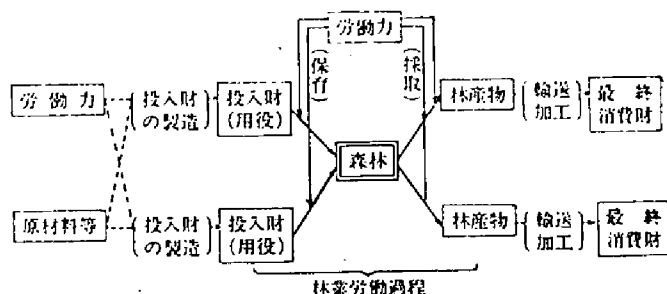 労働力
(保育)
(採取)
労働力
{投入財の製造}
投入財(用役)
林産物
{輸送加工}
最終消費財
森林
原材料等
{投入財の製造}
投入財(用役)
林産物
{輸送加工}
最終消費財
林業労働過程